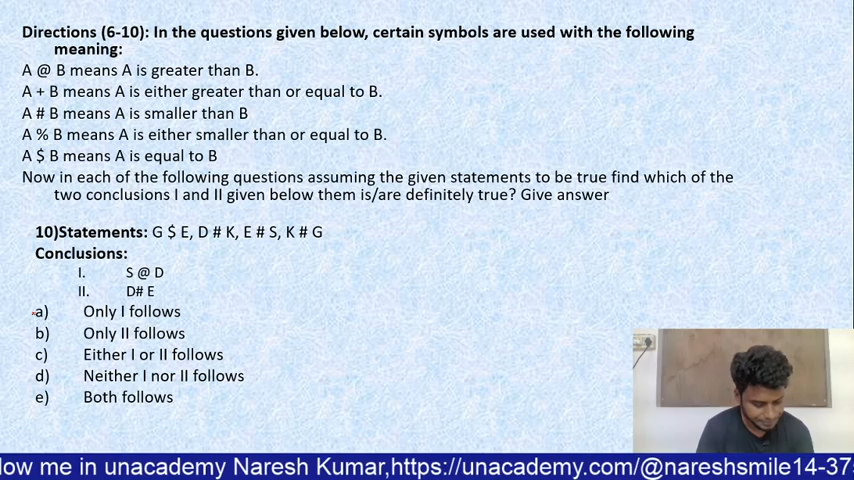 Directions (6-10): In the questions given below, certain symbols are used with the following
meaning:
A @ B means A is greater than B.
A + B means A is either greater than or equal to B.
A # B means A is smaller than B
A % B means A is either smaller than or equal to B.
A $ B means A is equal to B
Now in each of the following questions assuming the given statements to be true find which of the
two conclusions I and II given below them is/are definitely true? Give answer
10)Statements: G $ E, D # K, E # S, K # G
Conclusions:
I. S @ D
II. D# E
a) Only I follows
b) Only II follows
c) Either I or II follows
d) Neither I nor II follows
e) Both follows
low me in unacademy Naresh Kumar,https://unacademy.com/@nareshsmile14-37